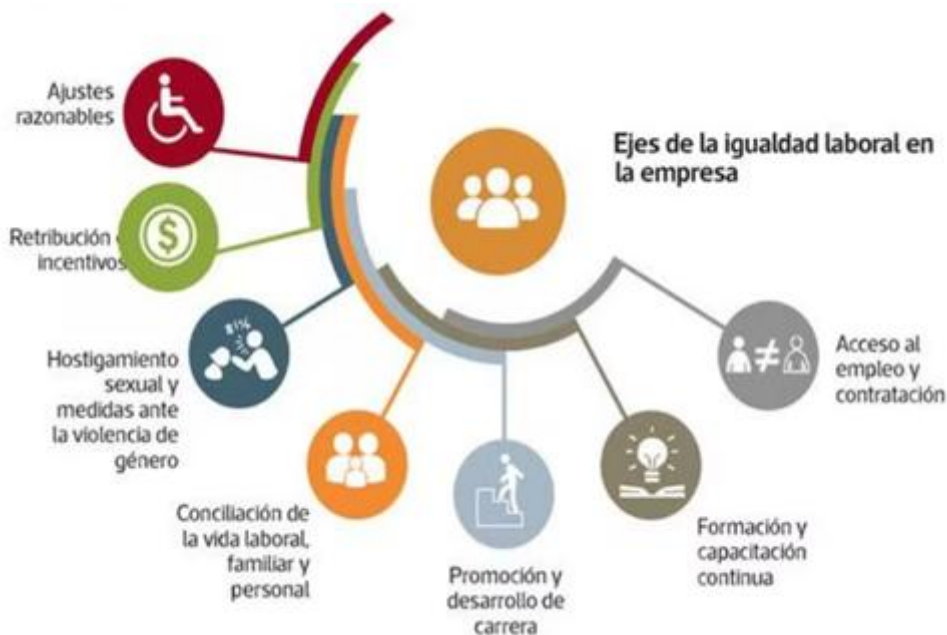 Ejes de la igualdad laboral en
la empresa
Ajustes
razonables
Retribución
incentivos
$
Hostigamiento
sexual y
medidas ante
la violencia de
género
Conciliación de
la vida laboral,
familiar y
personal
Promoción y
desarrollo de
carrera
Formación y
capacitación
continua
≠
Acceso al
empleo y
contratación